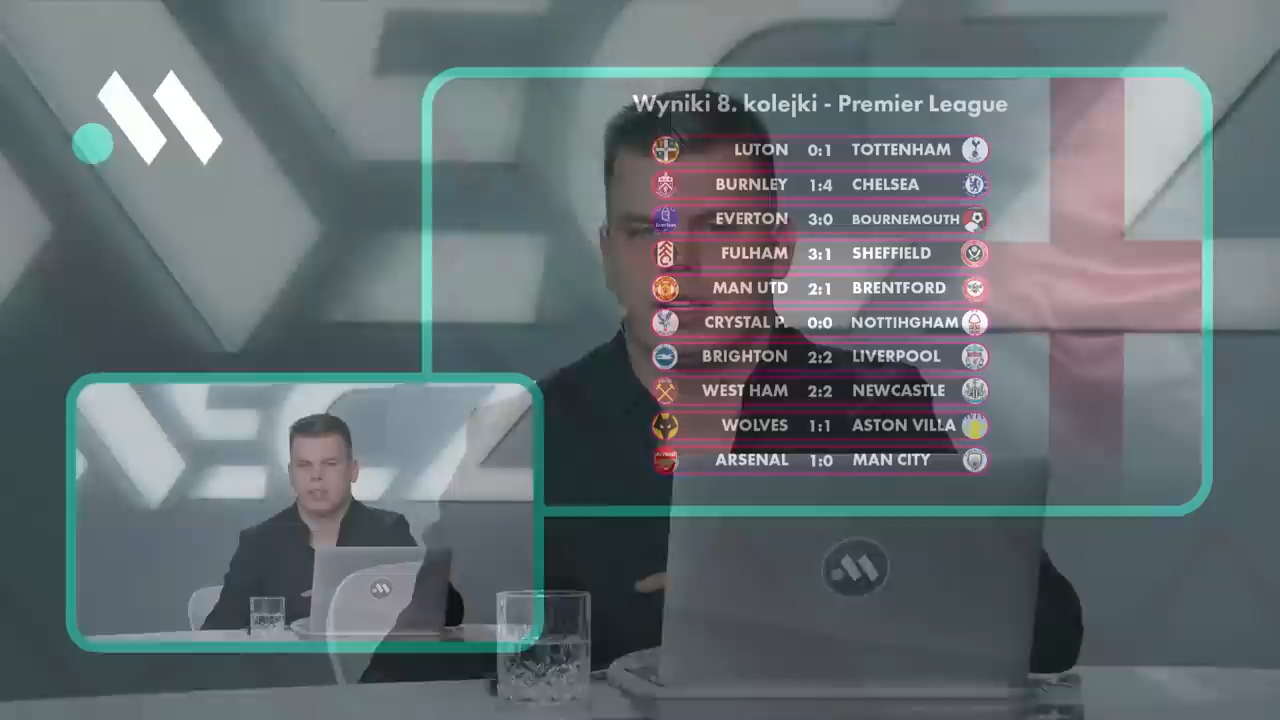 Wyniki 8. kolejki - Premier League
LUTON 0:1 TOTTENHAM
BURNLEY 1:4 CHELSEA
EVERTON 3:0 BOURNEMOUTH
FULHAM 3:1 SHEFFIELD
MAN UTD 2:1 BRENTFORD
CRYSTAL P. 0:0 NOTTIHGHAM
BRIGHTON 2:2 LIVERPOOL
WEST HAM 2:2 NEWCASTLE
WOLVES 1:1 ASTON VILLA
ARSENAL 1:0 MAN CITY